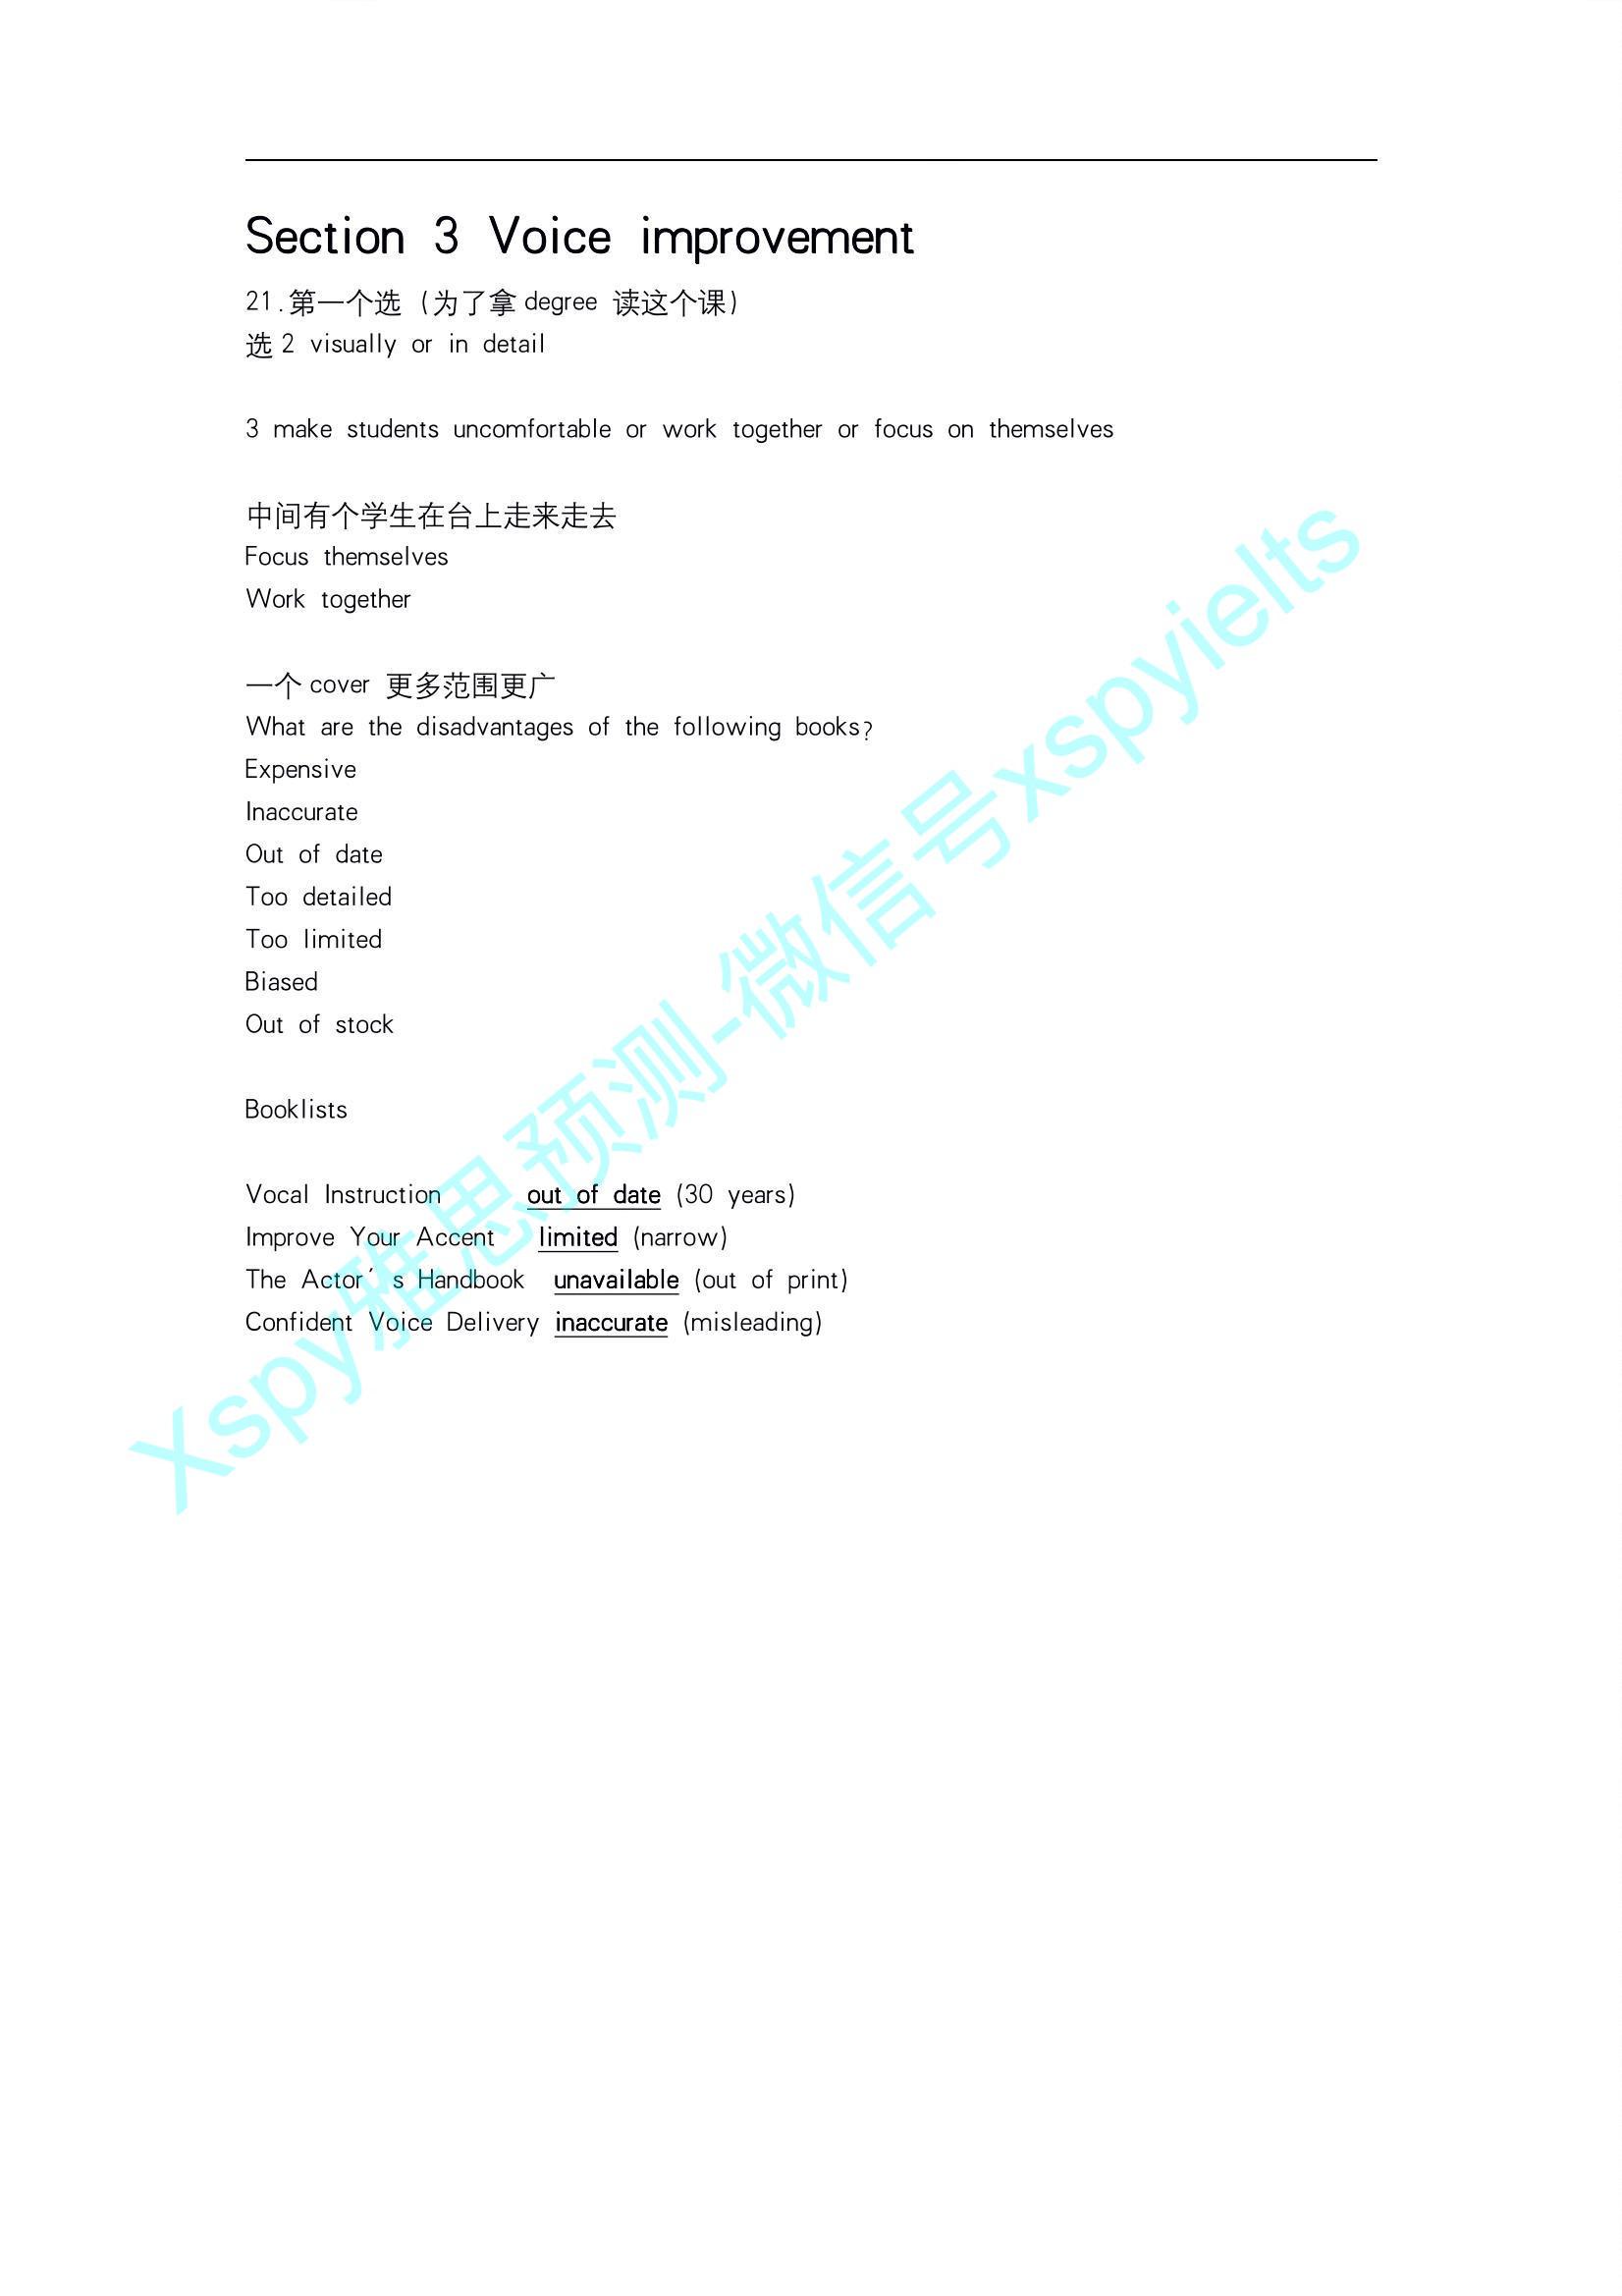 Section 3 Voice improvement
21.第一个选 (为了拿 degree 读这个课)
选 2 visually or in detail
3 make students uncomfortable or work together or focus on themselves
中间有个学生在台上走来走去
Focus themselves
Work together
一个 cover 更多范围更广
What are the disadvantages of the following books?
Expensive
Inaccurate
Out of date
Too detailed
Too limited
Biased
Out of stock
Booklists
Vocal Instruction out of date (30 years)
Improve Your Accent limited (narrow)
The Actor's Handbook unavailable (out of print)
Confident Voice Delivery inaccurate (misleading)
Xspy雅思预测-微信号xspyielts